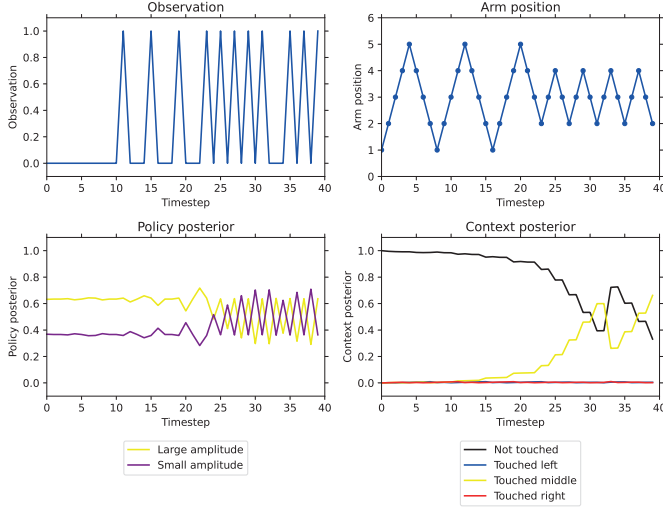 Observation
Arm position
1.0
0.8
0.6
0.4
0.2
0.0
Observation
0 5 10 15 20 25 30 35 40
Timestep
6
5
4
3
2
1
0
Arm position
0 5 10 15 20 25 30 35 40
Timestep
Policy posterior
Context posterior
1.0
0.8
0.6
0.4
0.2
0.0
Policy posterior
0 5 10 15 20 25 30 35 40
Timestep
1.0
0.8
0.6
0.4
0.2
0.0
Context posterior
0 5 10 15 20 25 30 35 40
Timestep
Large amplitude
Small amplitude
Not touched
Touched left
Touched middle
Touched right